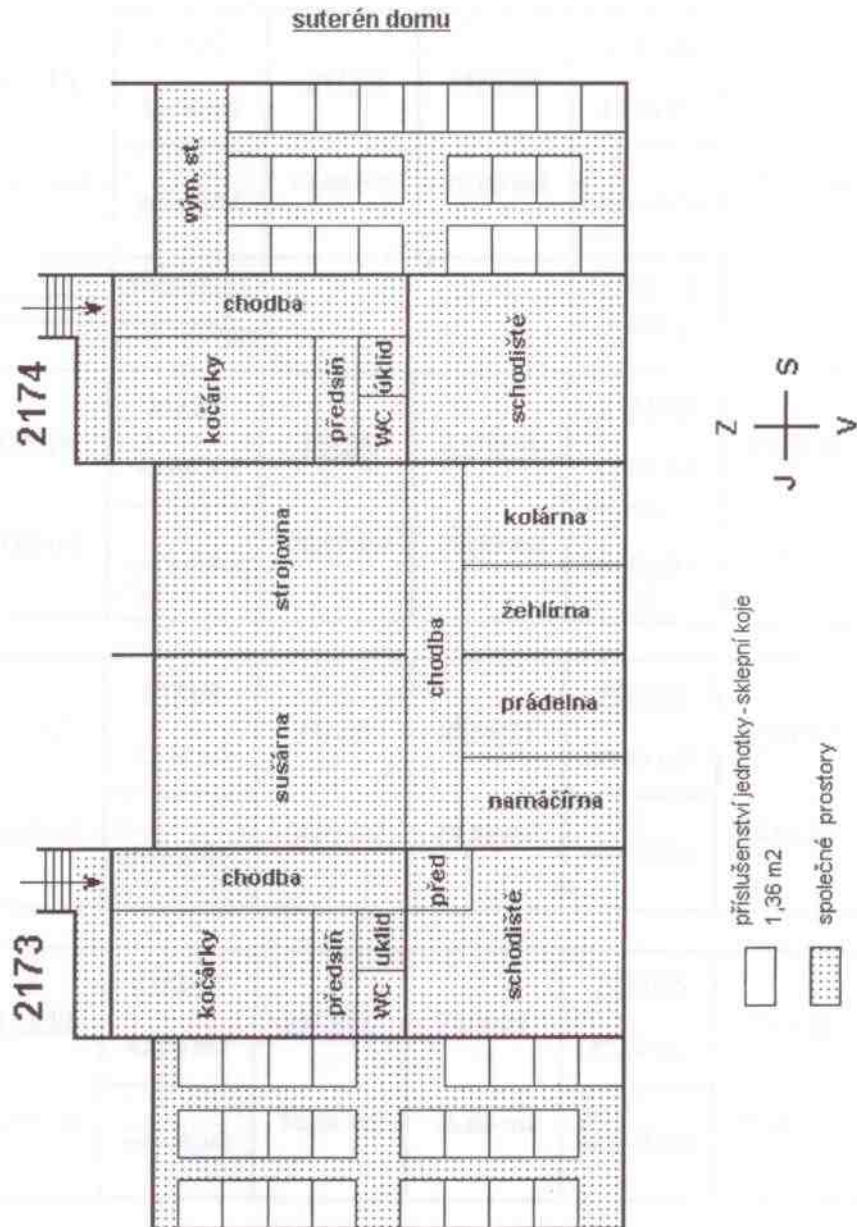 suterén domu
2174
vým. st.
chodba
kočárky
předsíň
WC
úklid
schodiště
strojovna
kolárna
žehlírna
chodba
sušárna
prádelna
namáčírna
2173
chodba
před
kočárky
předsíň
WC
úklid
schodiště
Z
J
S
V
příslušenství jednotky - sklepní koje
1,36 m2
společné prostory